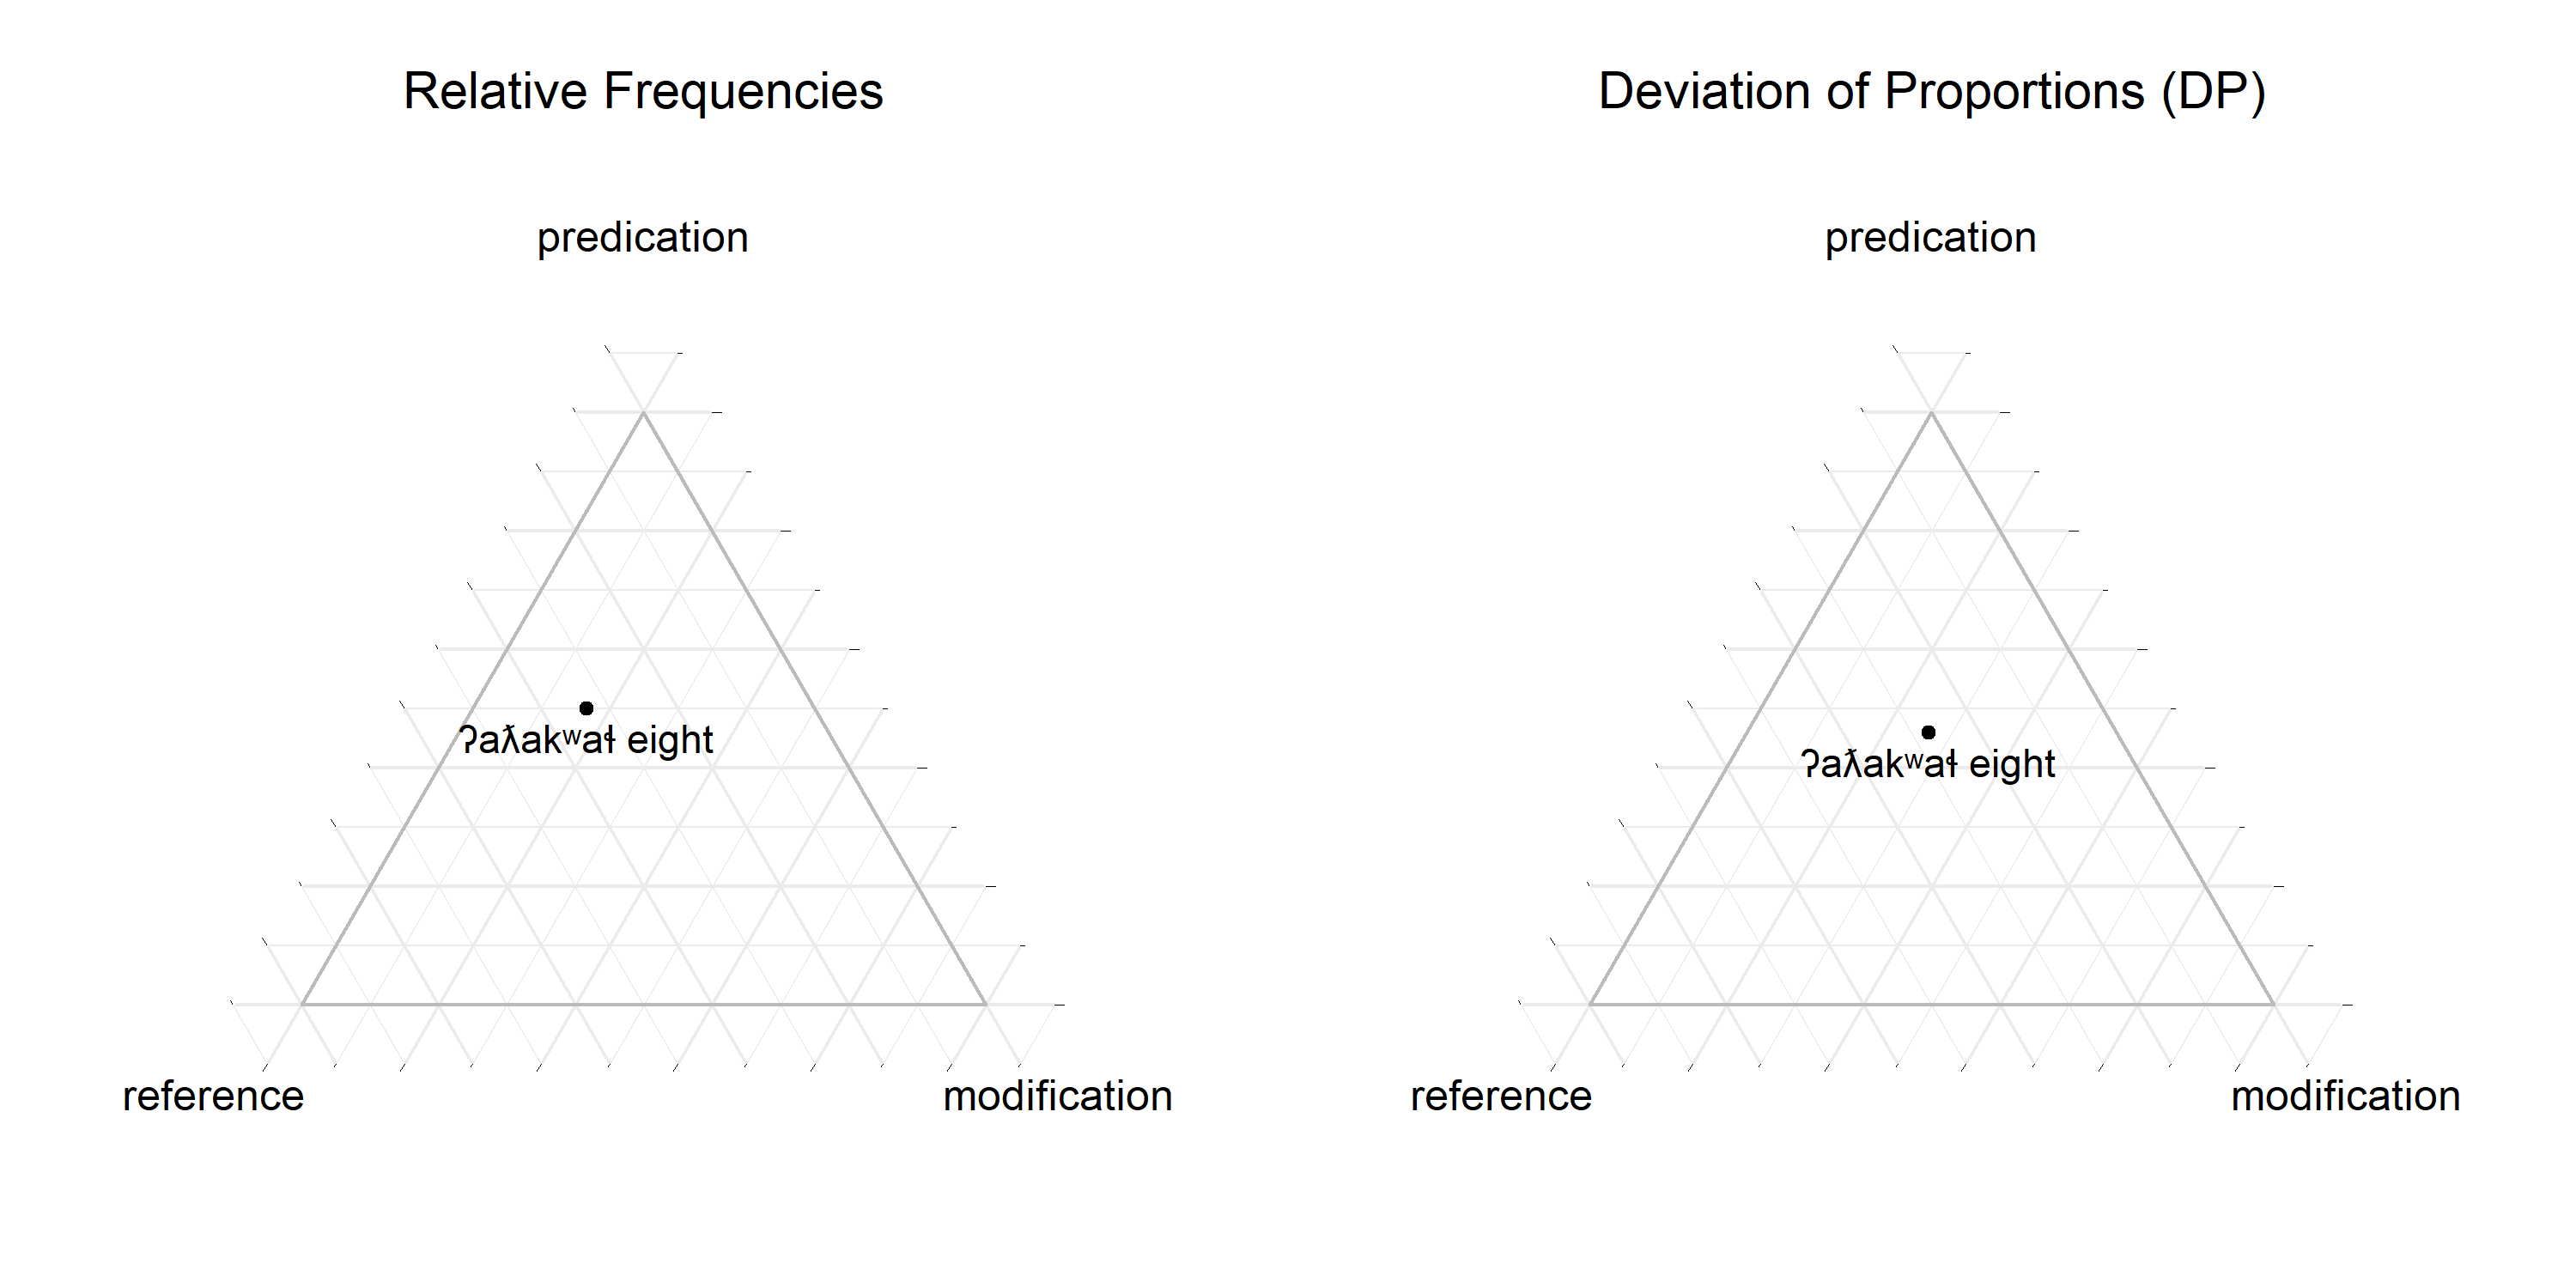 Relative Frequencies
Deviation of Proportions (DP)
predication
predication
ʔaƛakʷaɬ eight
ʔaƛakʷaɬ eight
reference
modification
reference
modification